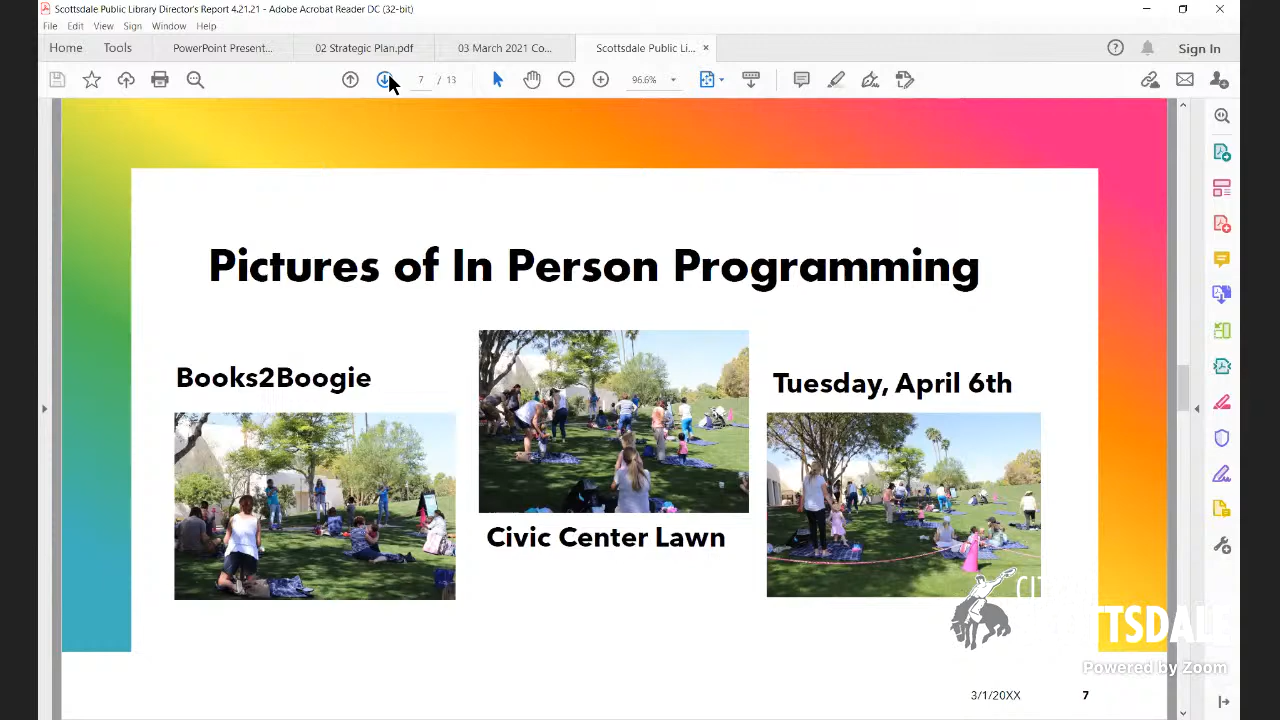 Scottsdale Public Library Director's Report 4.21.21 - Adobe Acrobat Reader DC (32-bit)
File Edit View Sign Window Help
Home Tools PowerPoint Present... 02 Strategic Plan.pdf 03 March 2021 Co... Scottsdale Public Li... × Sign In
7 / 13 96.6%
Pictures of In Person Programming
Books2Boogie
Tuesday, April 6th
Civic Center Lawn
3/1/20XX 7
Powered by Zoom